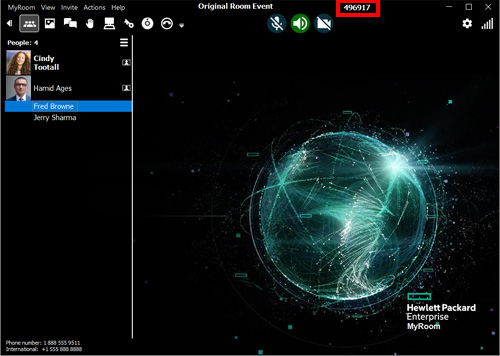 MyRoom View Invite Actions Help
Original Room Event
496917
People: 4
Cindy
Tootall
Hamid Ages
Fred Browne
Jerry Sharma
Hewlett Packard
Enterprise
MyRoom
Phone number: 1 888 555 9511
International: +1 555 888 8888